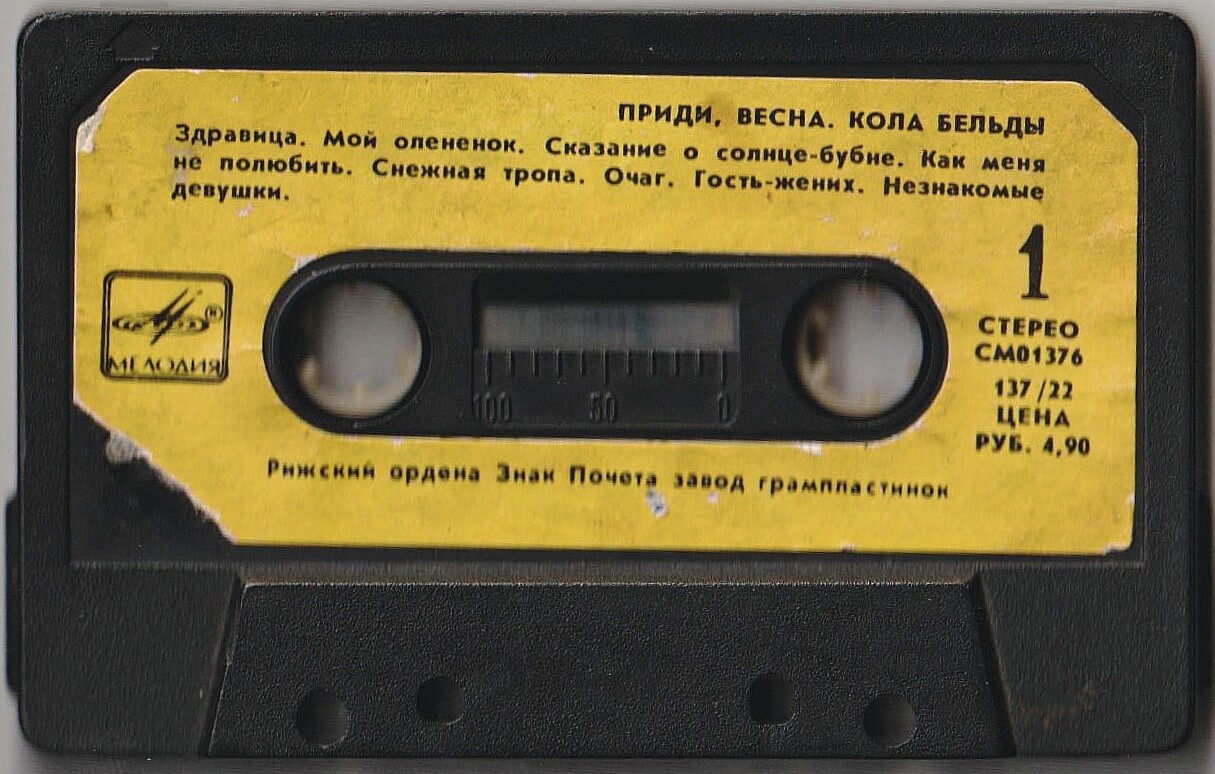 ПРИДИ, ВЕСНА. КОЛА БЕЛЬДЫ
Здравица. Мой олененок. Сказание о солнце-бубне. Как меня
не полюбить. Снежная тропа. Очаг. Гость-жених. Незнакомые
девушки.
1
СТЕРЕО
СМ01376
137/22
ЦЕНА
РУБ. 4,90
МЕЛОДИЯ
®
100 50 0
Рижский ордена Знак Почета завод грампластинок